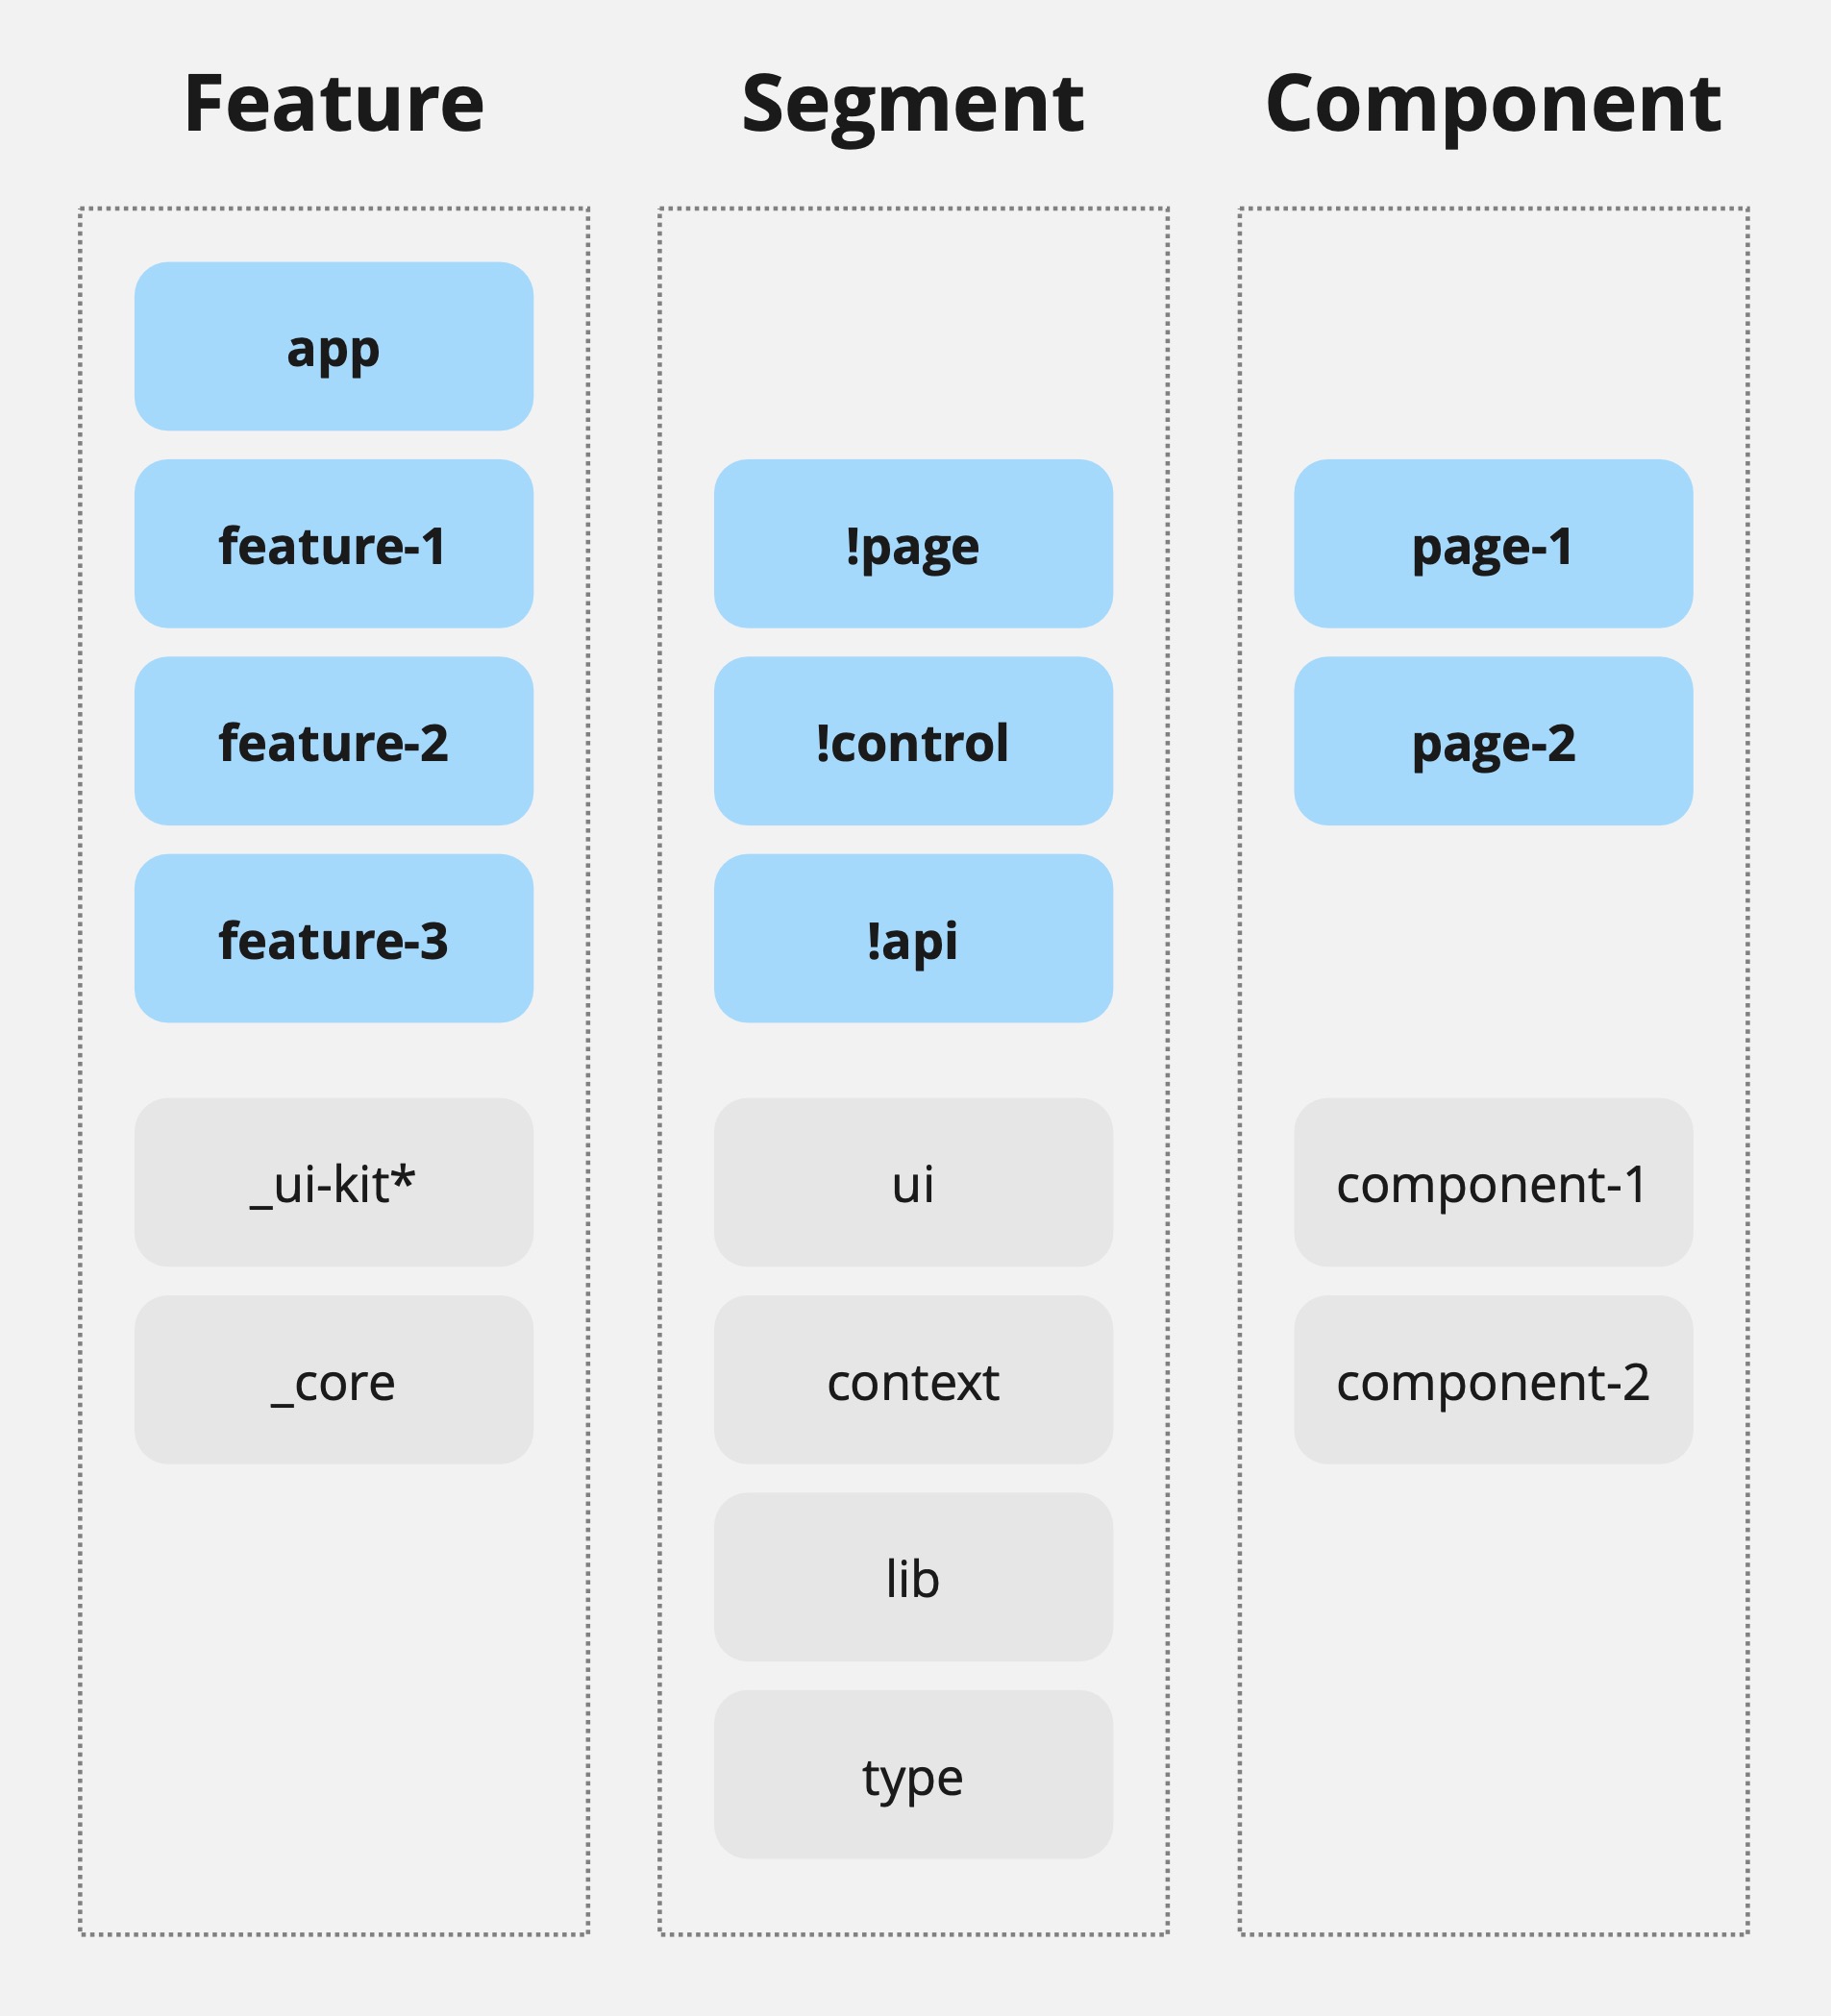 Feature
app
feature-1
feature-2
feature-3
_ui-kit*
_core
Segment
!page
!control
!api
ui
context
lib
type
Component
page-1
page-2
component-1
component-2